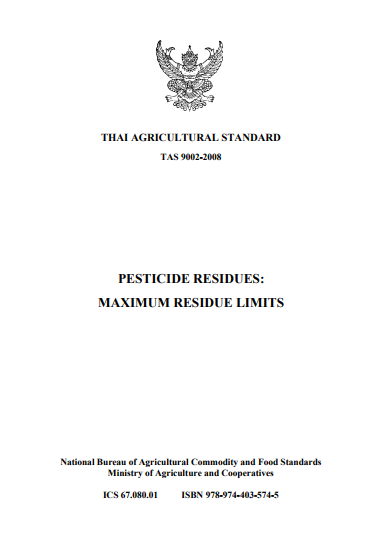 THAI AGRICULTURAL STANDARD
TAS 9002-2008
PESTICIDE RESIDUES:
MAXIMUM RESIDUE LIMITS
National Bureau of Agricultural Commodity and Food Standards
Ministry of Agriculture and Cooperatives
ICS 67.080.01 ISBN 978-974-403-574-5